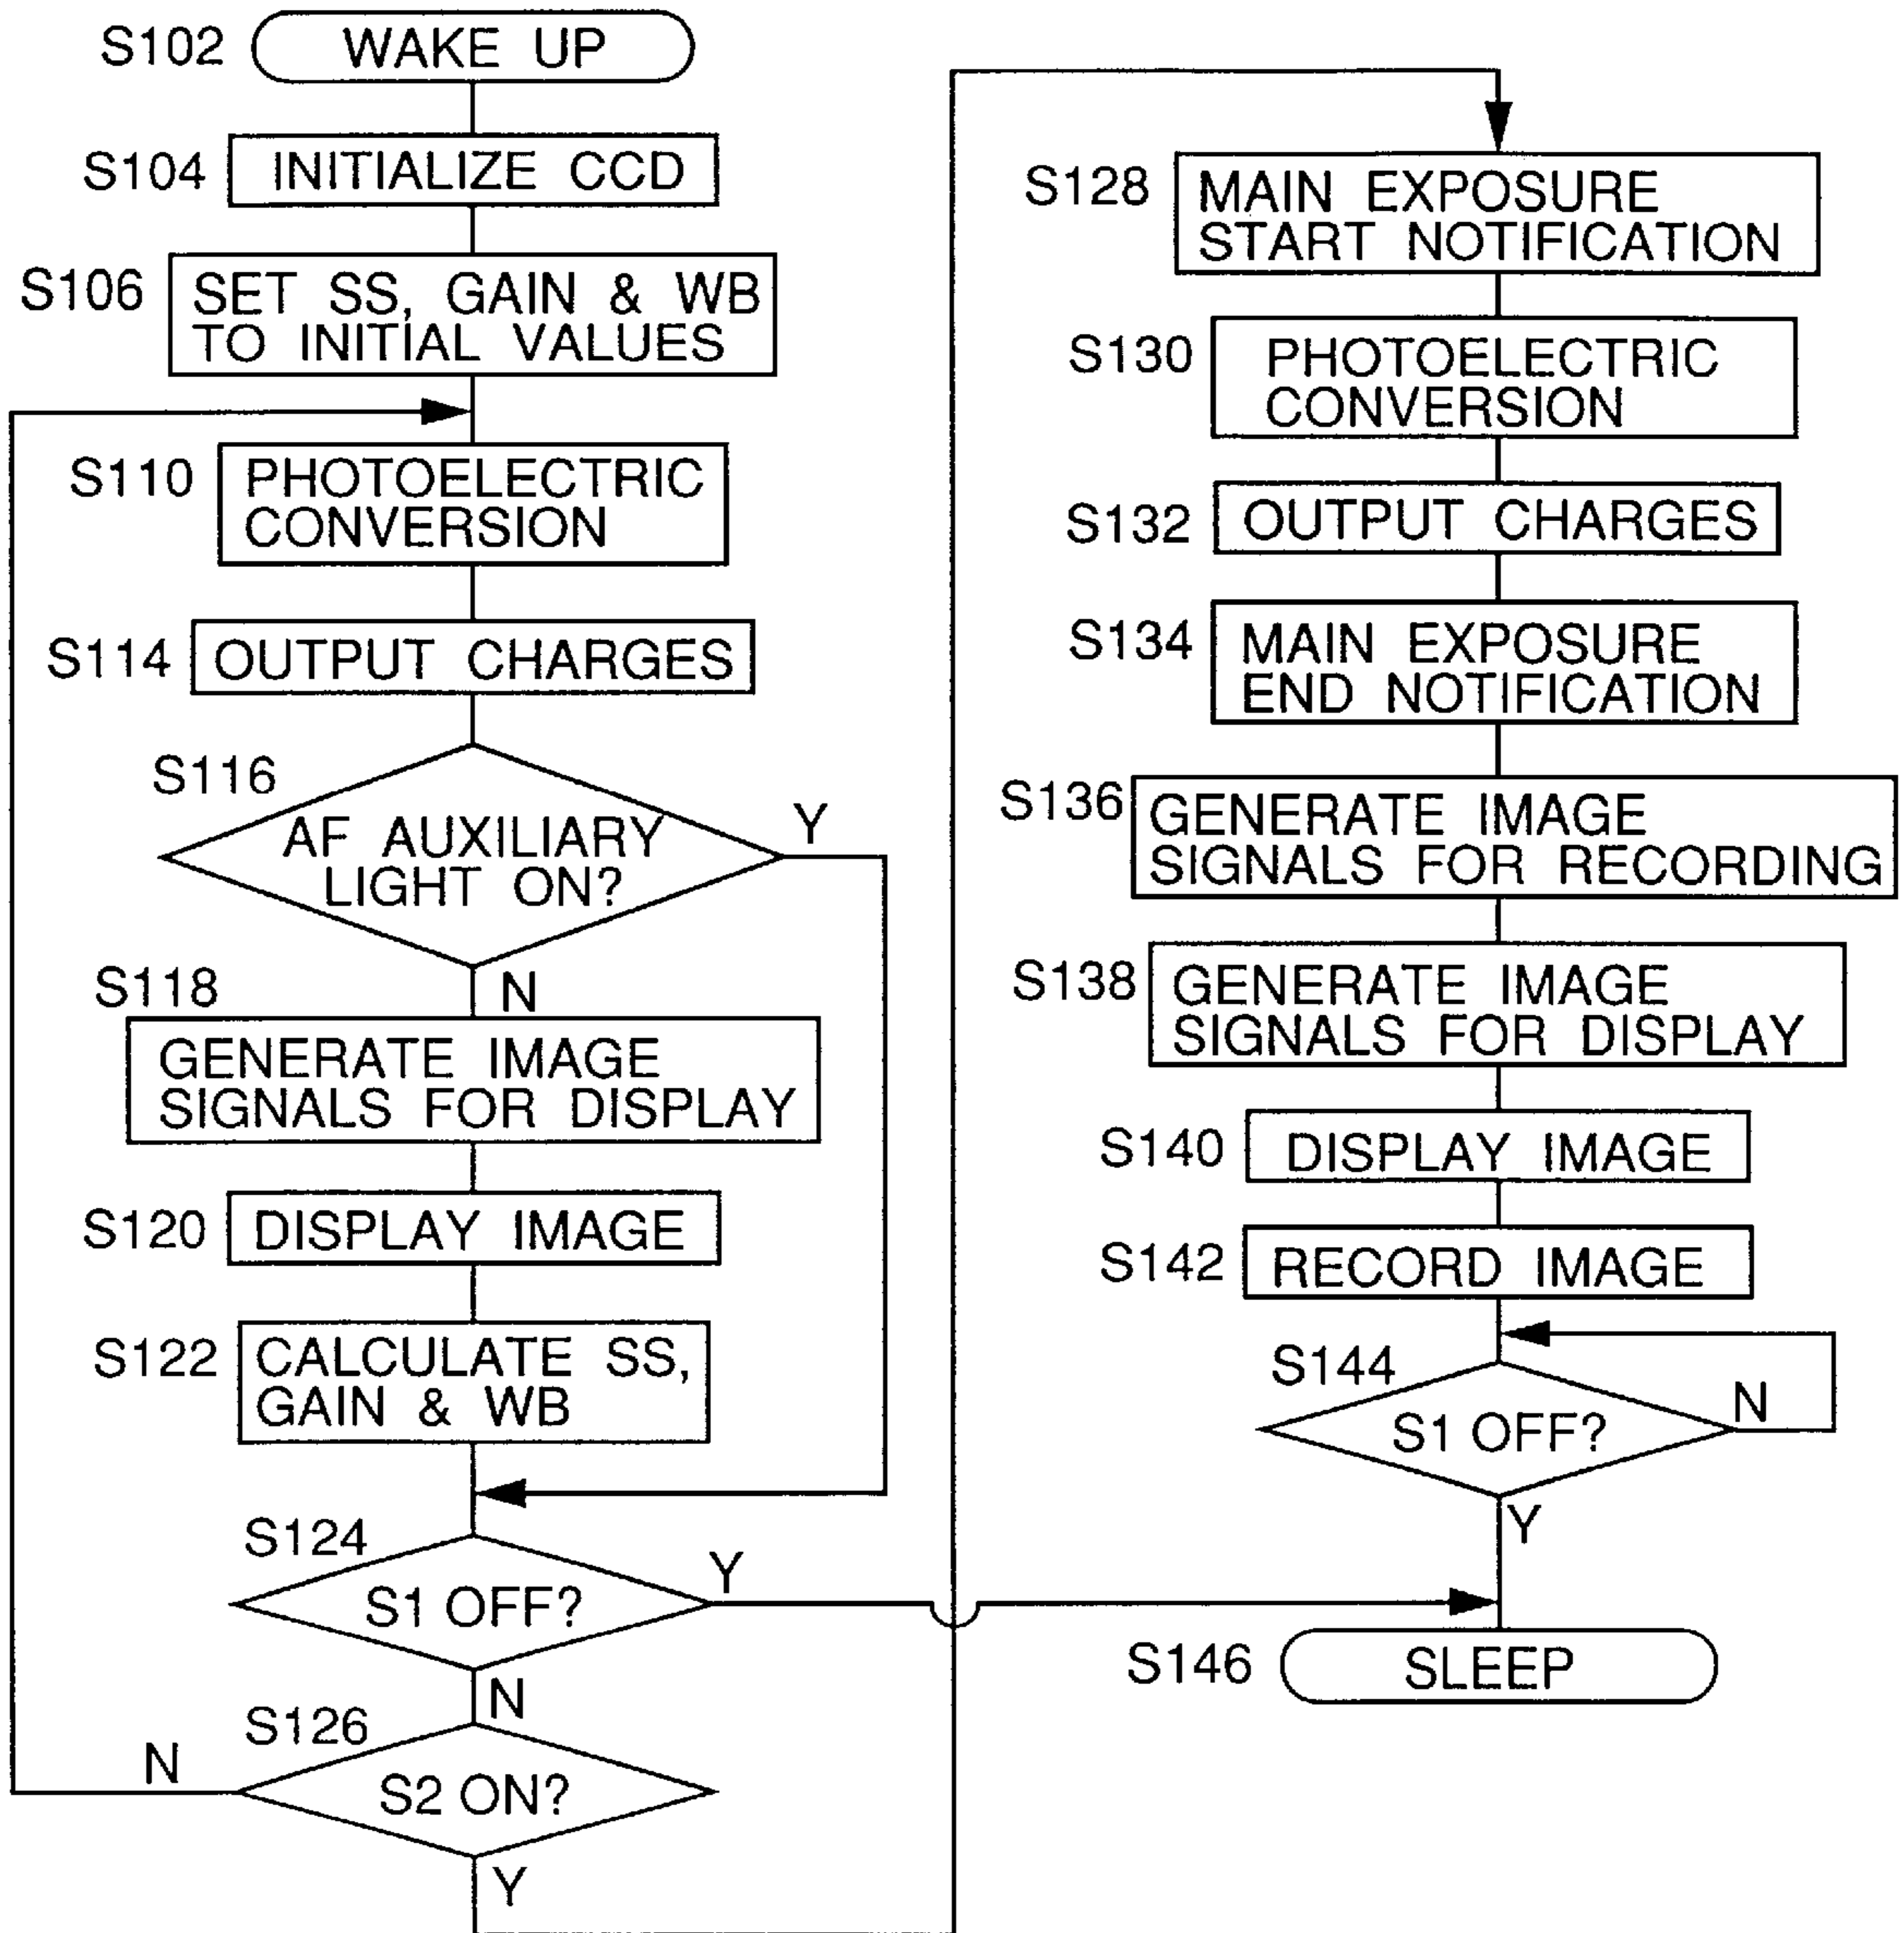 S102
WAKE UP
S104
INITIALIZE CCD
S106
SET SS, GAIN & WB
TO INITIAL VALUES
S110
PHOTOELECTRIC
CONVERSION
S114
OUTPUT CHARGES
S116
AF AUXILIARY
LIGHT ON?
Y
N
S118
GENERATE IMAGE
SIGNALS FOR DISPLAY
S120
DISPLAY IMAGE
S122
CALCULATE SS,
GAIN & WB
S124
S1 OFF?
Y
N
S126
S2 ON?
N
Y
S128
MAIN EXPOSURE
START NOTIFICATION
S130
PHOTOELECTRIC
CONVERSION
S132
OUTPUT CHARGES
S134
MAIN EXPOSURE
END NOTIFICATION
S136
GENERATE IMAGE
SIGNALS FOR RECORDING
S138
GENERATE IMAGE
SIGNALS FOR DISPLAY
S140
DISPLAY IMAGE
S142
RECORD IMAGE
S144
S1 OFF?
N
Y
S146
SLEEP